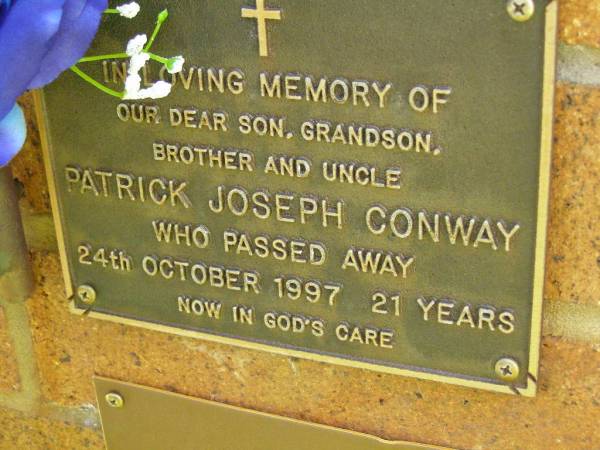 IN LOVING MEMORY OF
OUR DEAR SON, GRANDSON,
BROTHER AND UNCLE
PATRICK JOSEPH CONWAY
WHO PASSED AWAY
24th OCTOBER 1997 21 YEARS
NOW IN GOD'S CARE